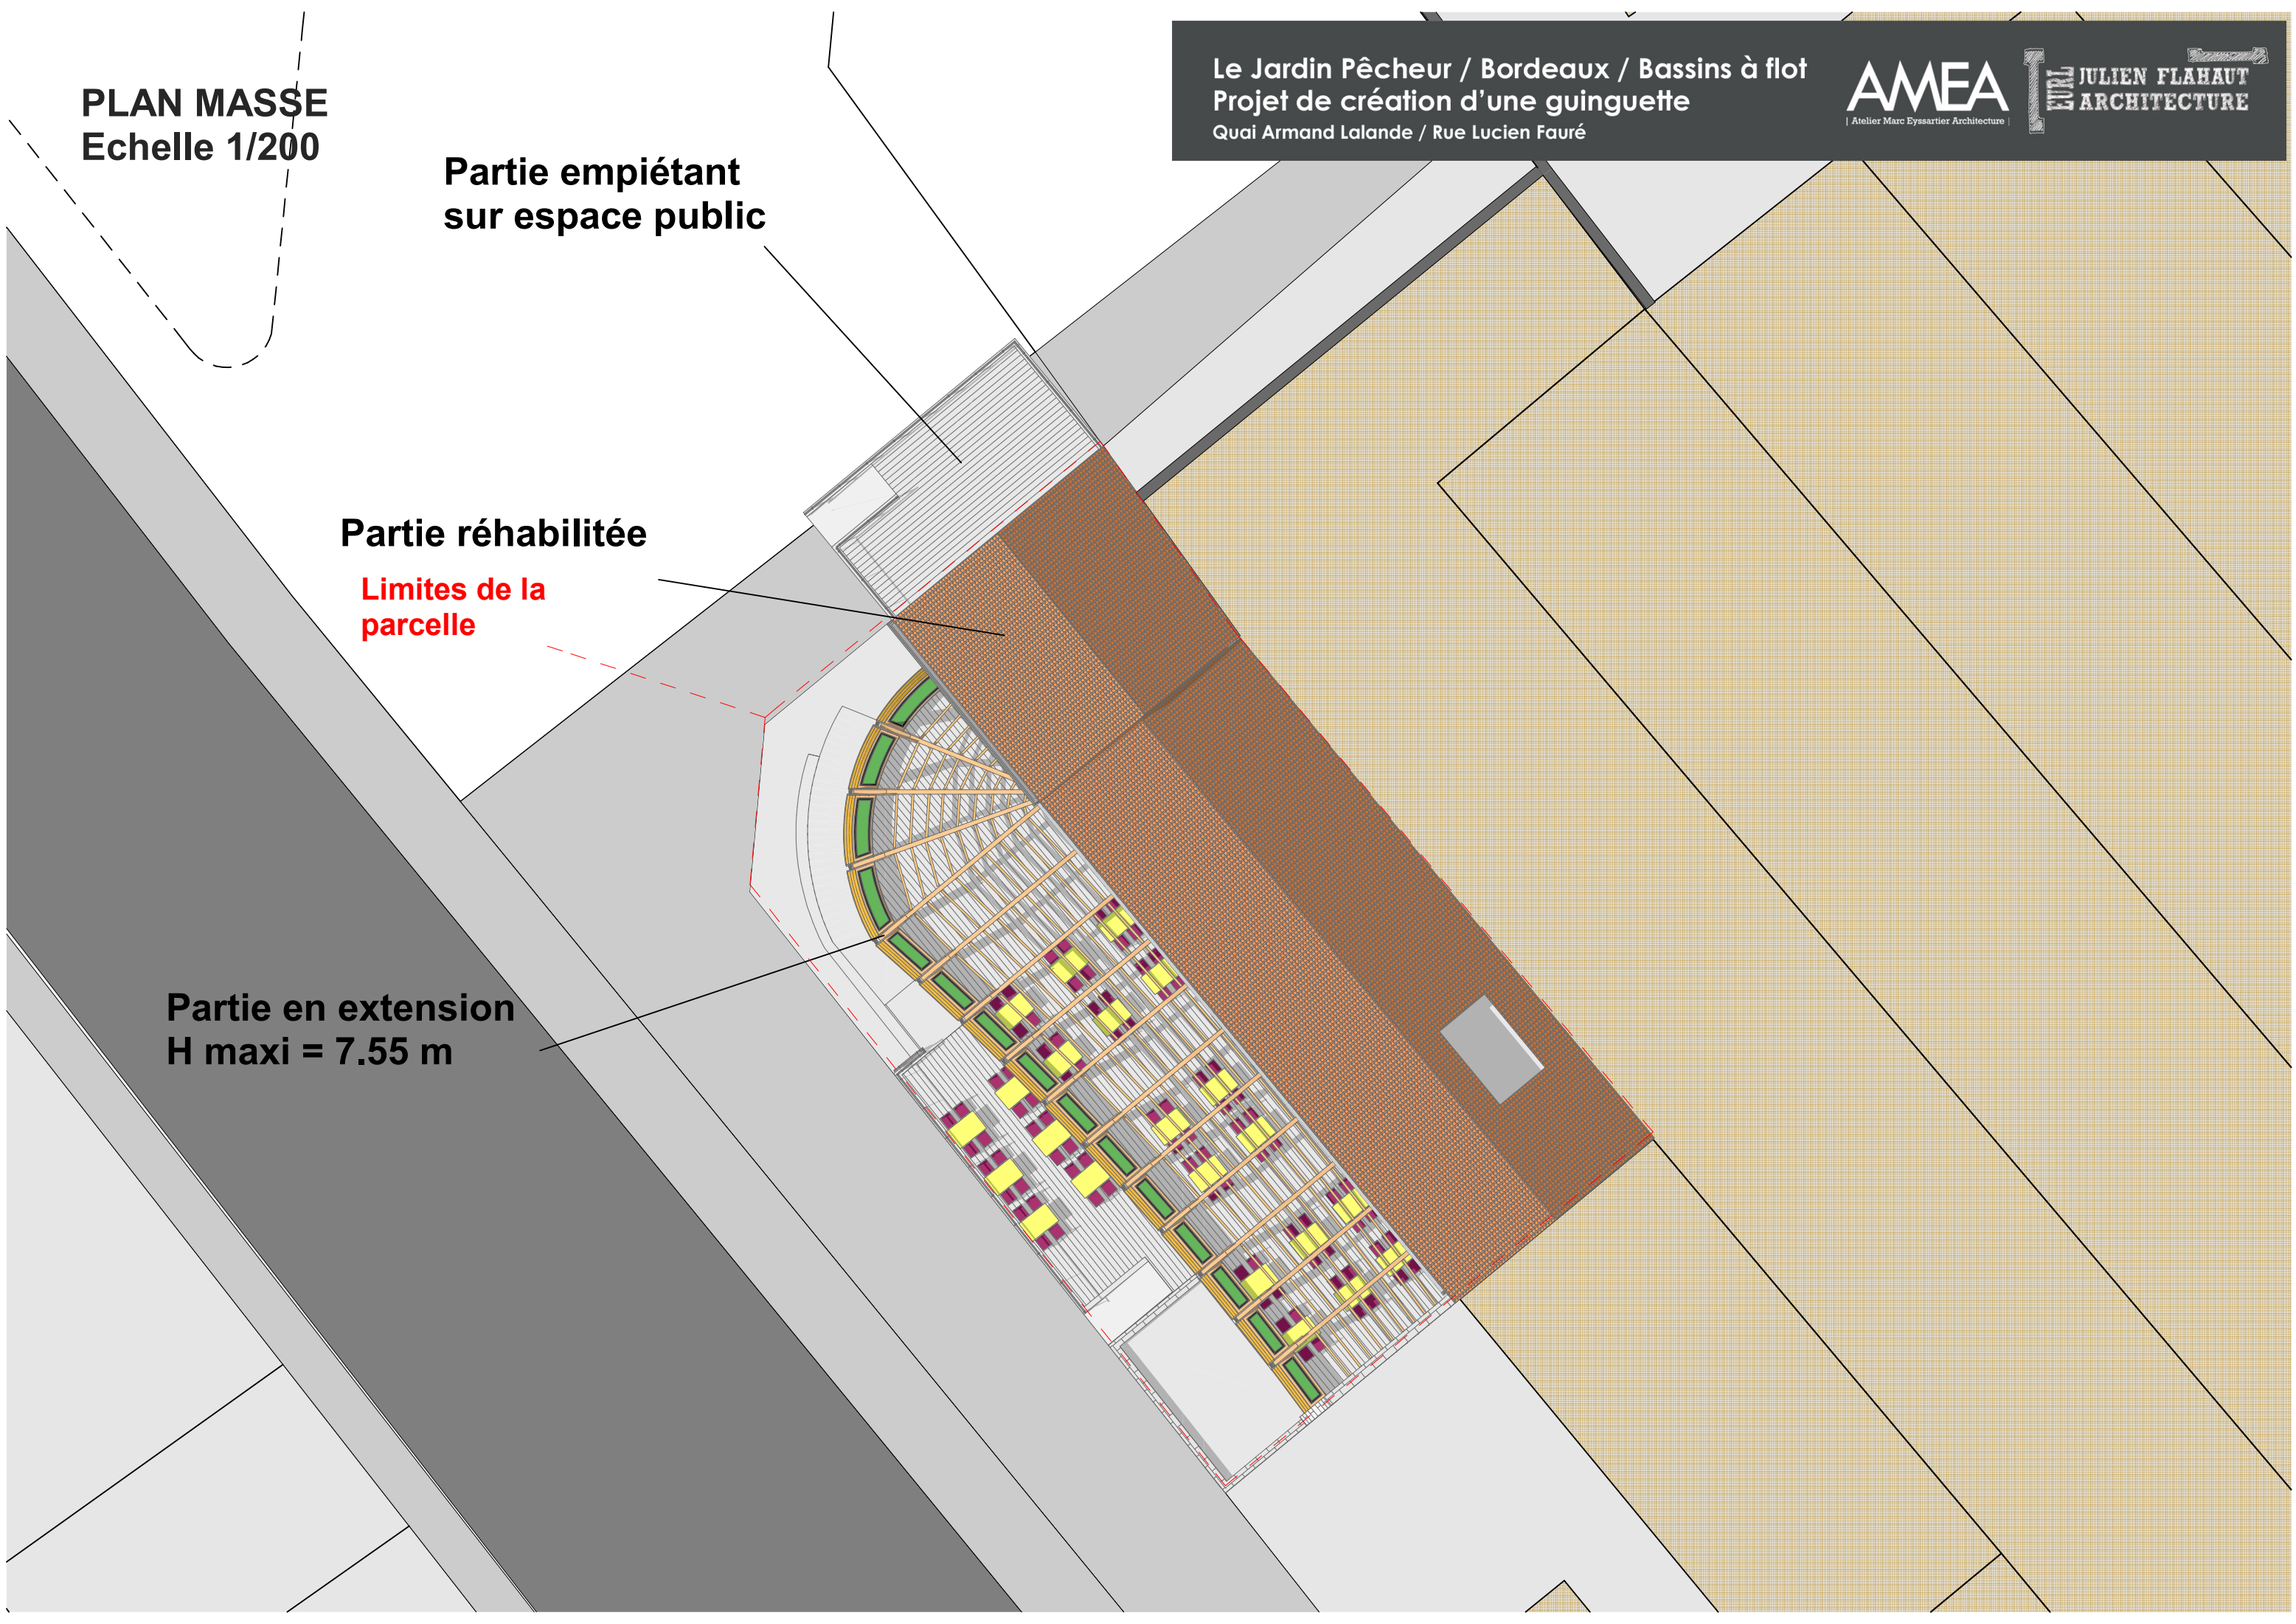 PLAN MASSE
Echelle 1/200
Le Jardin Pêcheur / Bordeaux / Bassins à flot
Projet de création d'une guinguette
Quai Armand Lalande / Rue Lucien Fauré
AMEA
| Atelier Marc Eyssartier Architecture |
EURL
JULIEN FLAHAUT
ARCHITECTURE
Partie empiétant
sur espace public
Partie réhabilitée
Limites de la
parcelle
Partie en extension
H maxi = 7.55 m